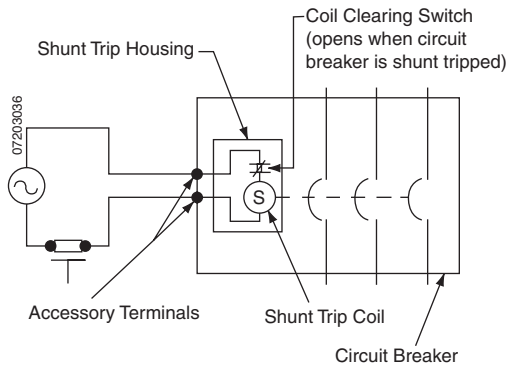 Coil Clearing Switch
(opens when circuit
breaker is shunt tripped)
Shunt Trip Housing
07203036
S
Accessory Terminals
Shunt Trip Coil
Circuit Breaker